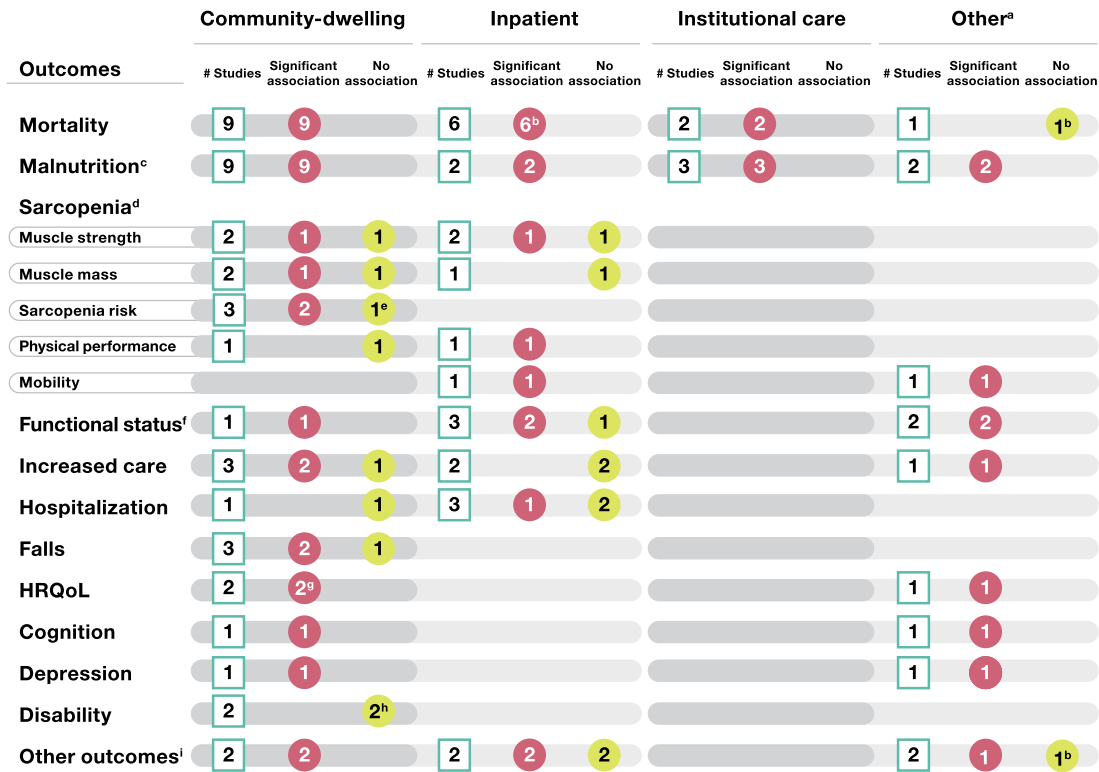 Community-dwelling Inpatient Institutional care Otherᵃ
Outcomes
# Studies Significant association No association # Studies Significant association No association # Studies Significant association No association # Studies Significant association No association
Mortality 9 9 6 6ᵇ 2 2 1 1ᵇ
Malnutritionᶜ 9 9 2 2 3 3 2 2
Sarcopeniaᵈ
Muscle strength 2 1 1 2 1 1
Muscle mass 2 1 1 1 1
Sarcopenia risk 3 2 1ᵉ
Physical performance 1 1 1 1
Mobility 1 1 1 1
Functional statusᶠ 1 1 3 2 1 2 2
Increased care 3 2 1 2 2 1 1
Hospitalization 1 1 3 1 2
Falls 3 2 1
HRQoL 2 2ᵍ 1 1
Cognition 1 1 1 1
Depression 1 1 1 1
Disability 2 2ʰ
Other outcomesⁱ 2 2 2 2 2 2 1 1ᵇ